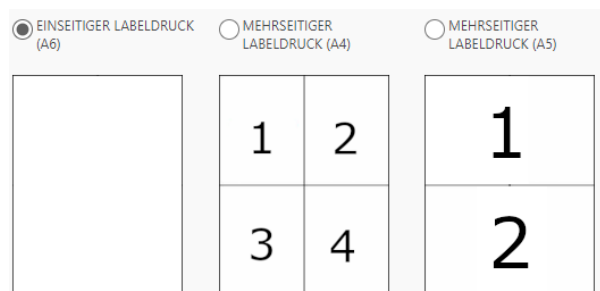 EINSEITIGER LABELDRUCK
(A6)
MEHRSEITIGER
LABELDRUCK (A4)
MEHRSEITIGER
LABELDRUCK (A5)
1 2
3 4
1
2